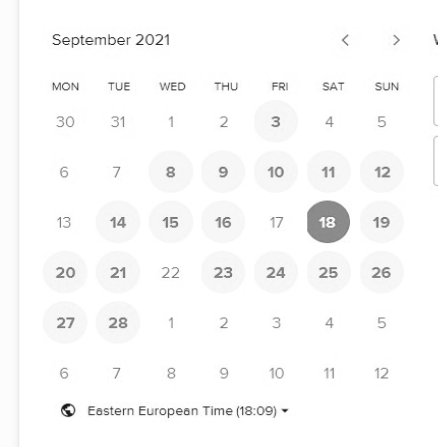 September 2021
MON TUE WED THU FRI SAT SUN
30 31 1 2 3 4 5
6 7 8 9 10 11 12
13 14 15 16 17 18 19
20 21 22 23 24 25 26
27 28 1 2 3 4 5
6 7 8 9 10 11 12
Eastern European Time (18:09)